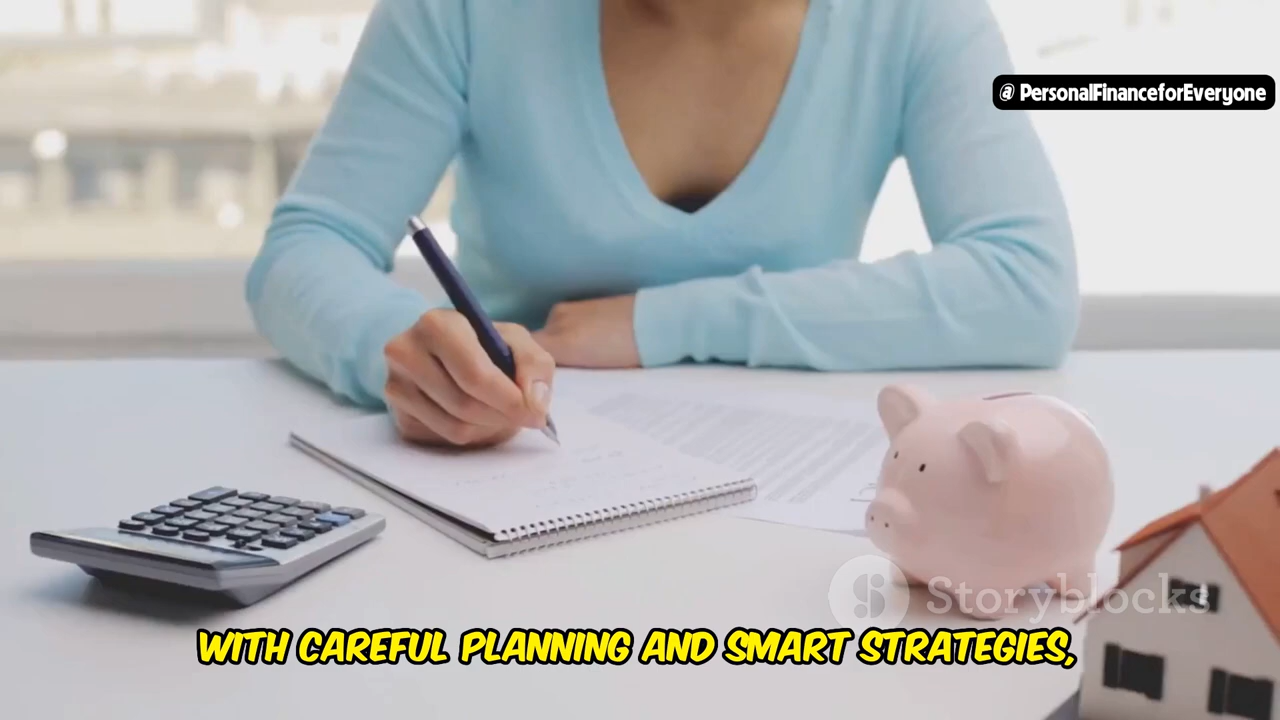 @ PersonalFinanceforEveryone
Storyblocks
WITH CAREFUL PLANNING AND SMART STRATEGIES,